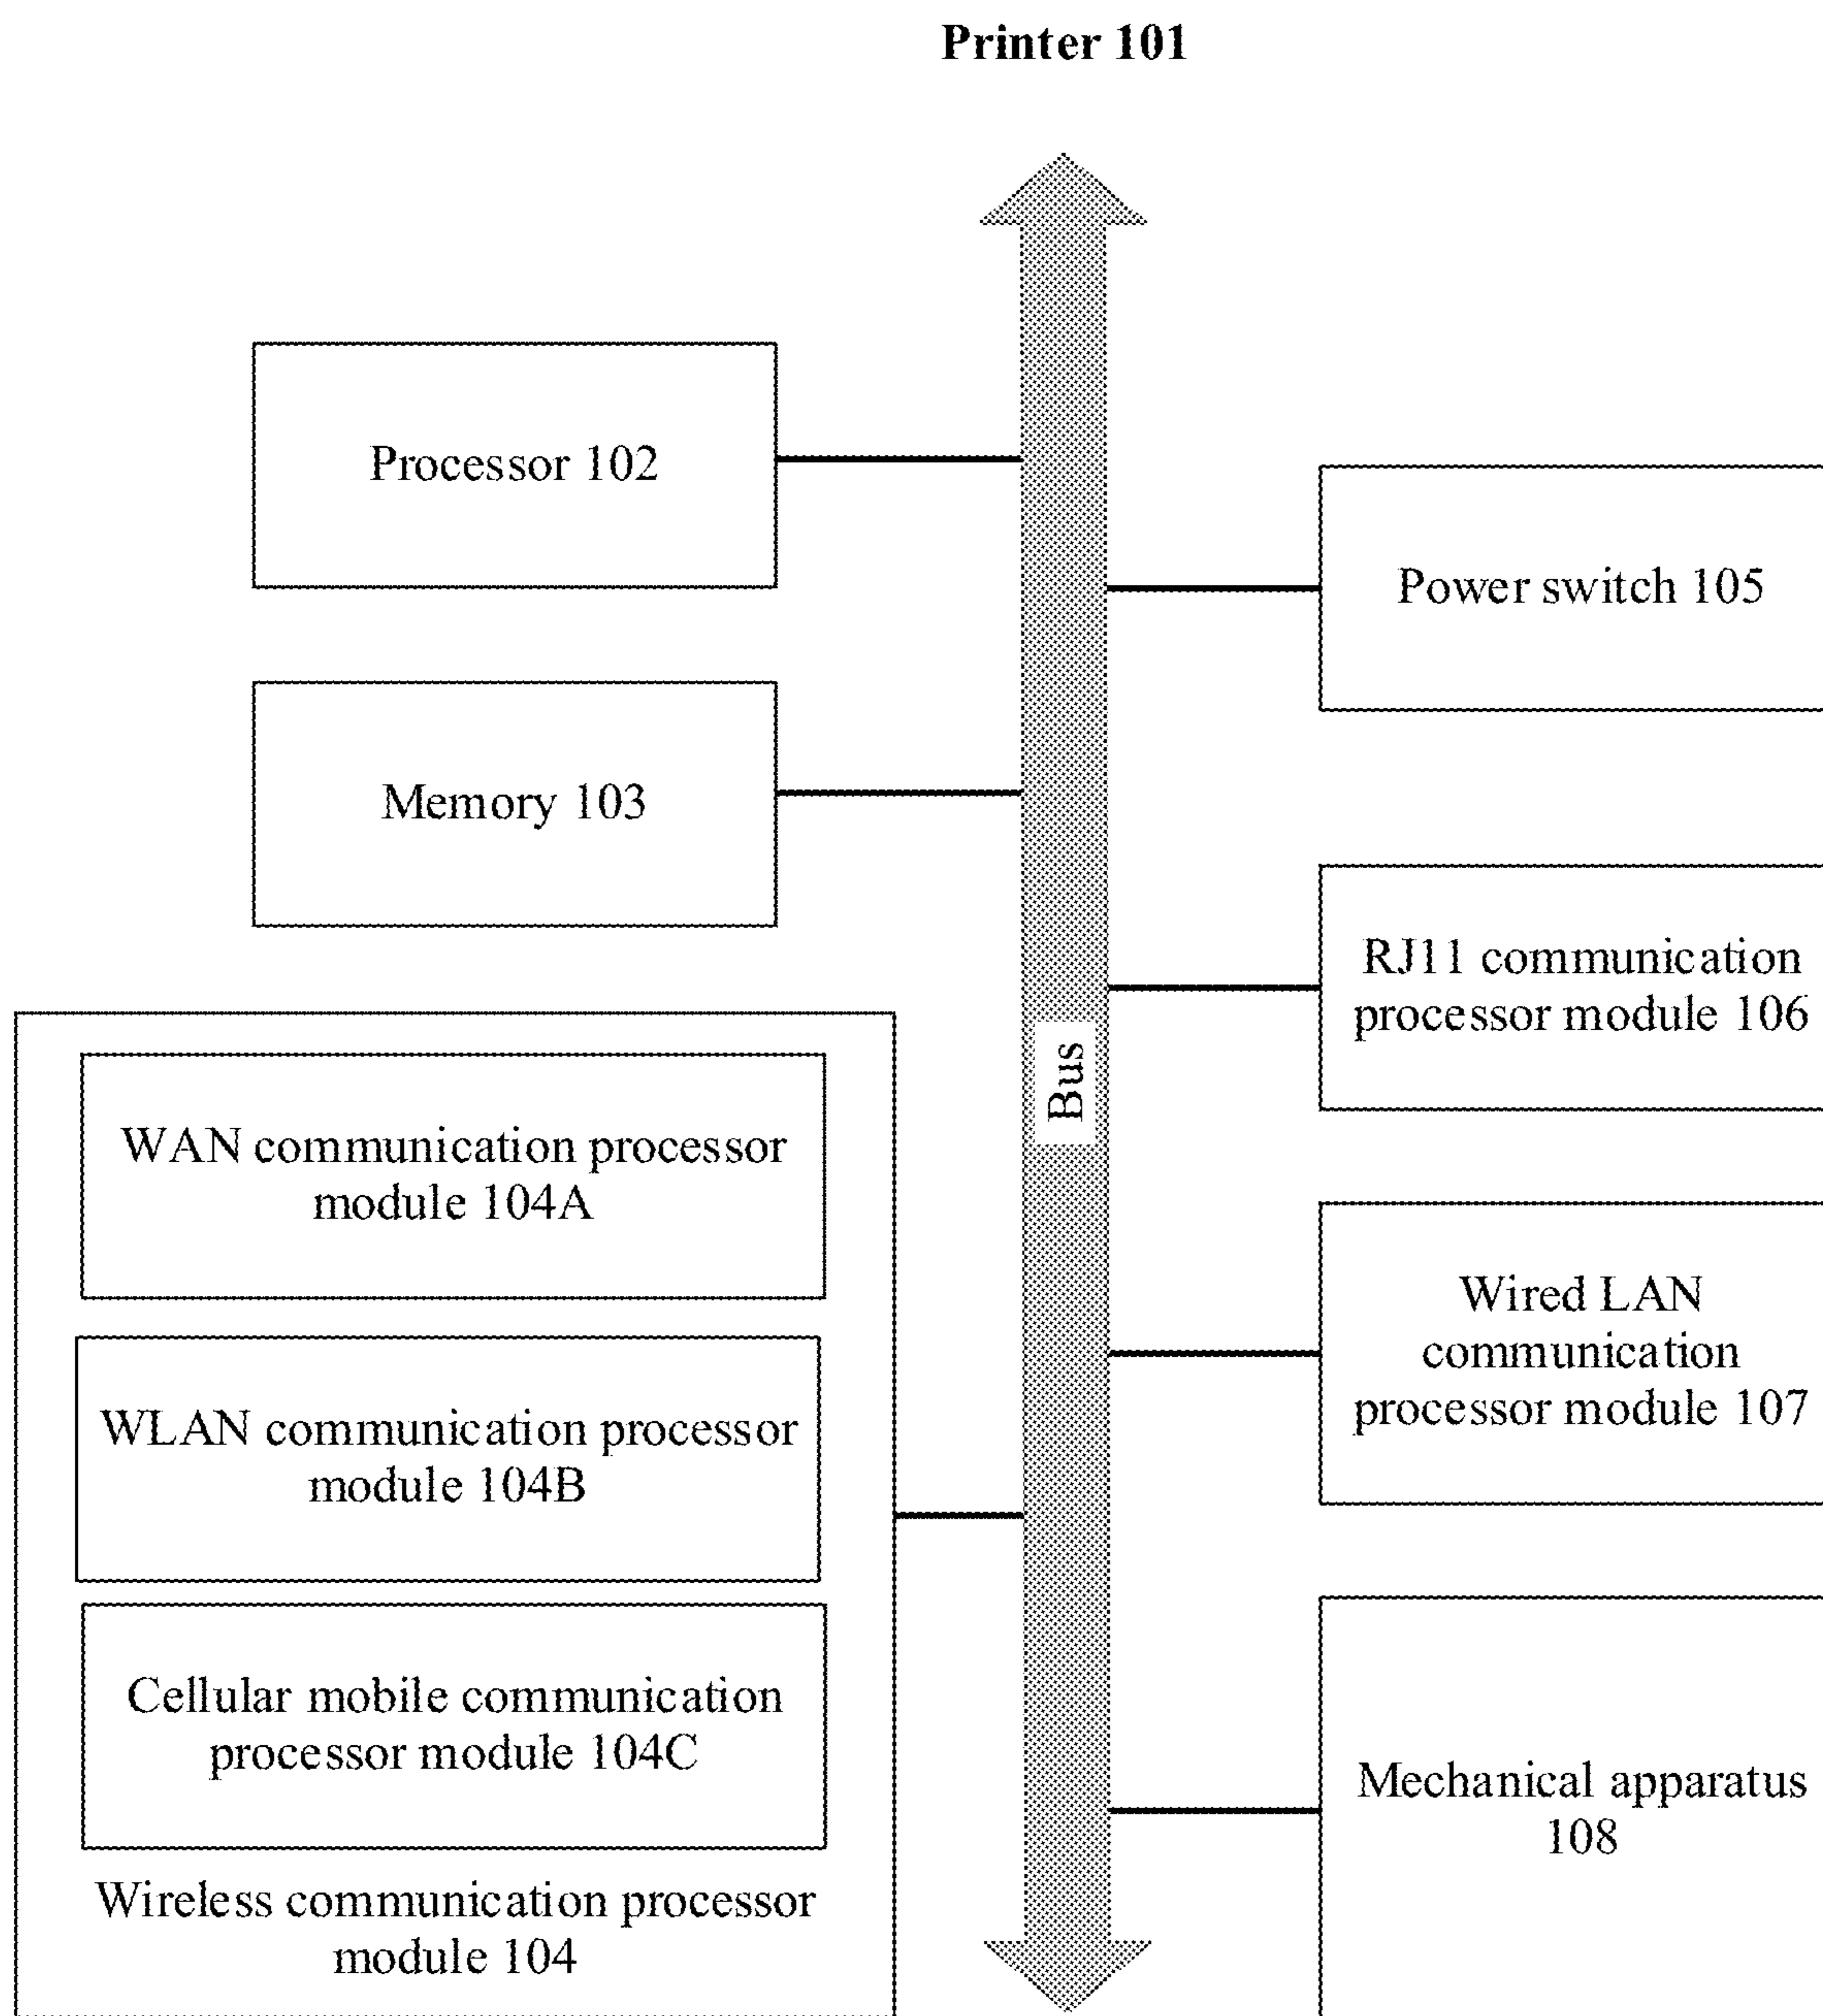 Printer 101
Processor 102
Memory 103
WAN communication processor
module 104A
WLAN communication processor
module 104B
Cellular mobile communication
processor module 104C
Wireless communication processor
module 104
Bus
Power switch 105
RJ11 communication
processor module 106
Wired LAN
communication
processor module 107
Mechanical apparatus
108